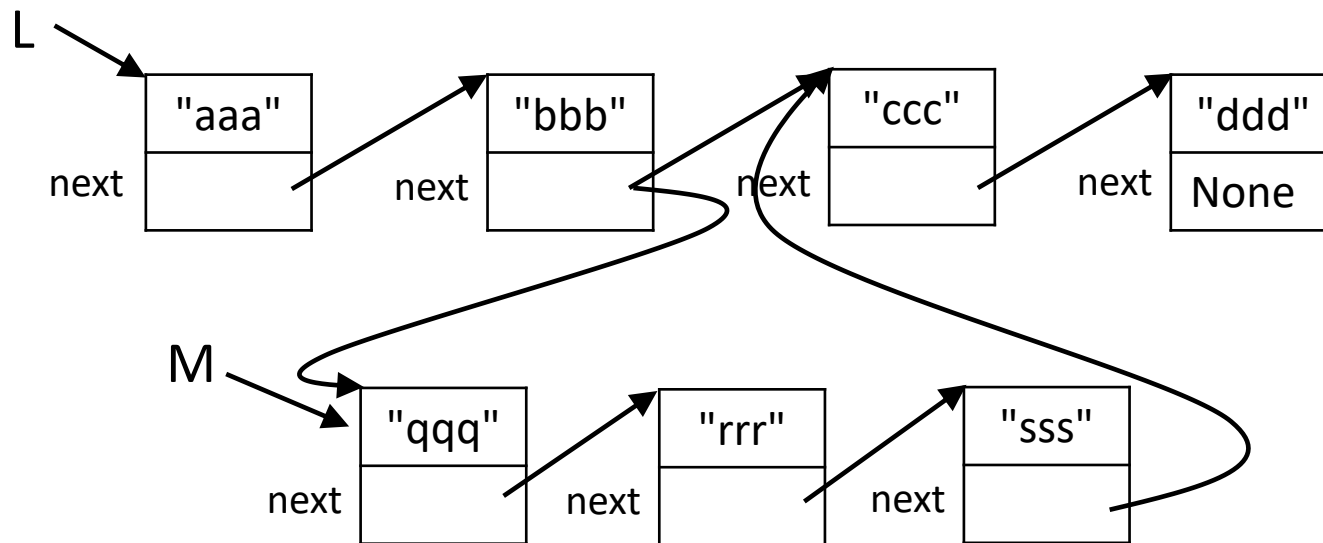 L
"aaa" "bbb" "ccc" "ddd"
next next next next None
M
"qqq" "rrr" "sss"
next next next